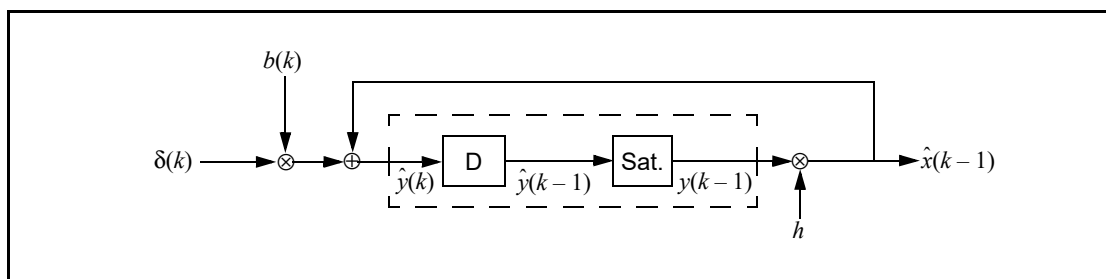 b(k)
δ(k)
D
Sat.
x̂(k – 1)
ŷ(k)
ŷ(k – 1)
y(k – 1)
h